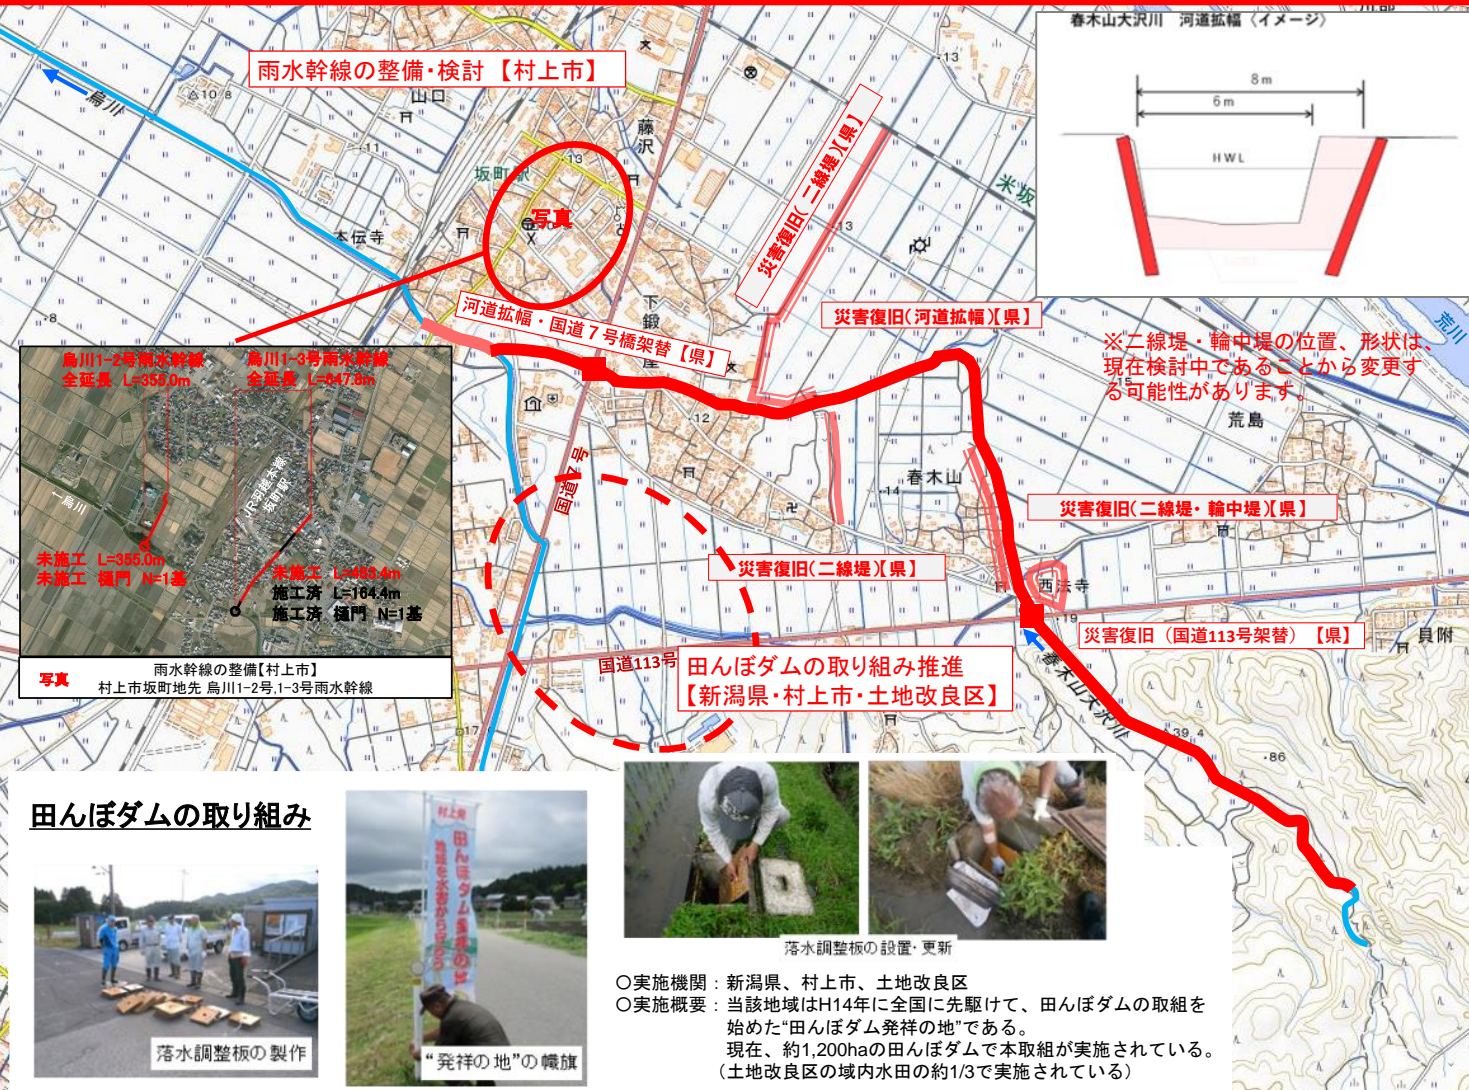 春木山大沢川　河道拡幅〈イメージ〉
8m
6m
HWL
雨水幹線の整備・検討 【村上市】
烏川
山口
藤沢
坂町駅
写真
本伝寺
米坂
災害復旧(二線堤)【県】
災害復旧(河道拡幅)【県】
河道拡幅・国道７号橋架替【県】
荒川
※二線堤・輪中堤の位置、形状は、
現在検討中であることから変更す
る可能性があります。
荒島
春木山
国道7号
災害復旧(二線堤・輪中堤)【県】
災害復旧(二線堤)【県】
西法寺
災害復旧（国道113号架替）【県】
貝附
国道113号
春木山大沢川
田んぼダムの取り組み推進
【新潟県・村上市・土地改良区】
烏川1-2号雨水幹線
全延長 L=355.0m
烏川1-3号雨水幹線
全延長 L=647.8m
←烏川
JR羽越本線
坂町駅
未施工 L=355.0m
未施工 樋門 N=1基
未施工 L=483.4m
施工済 L=164.4m
施工済 樋門 N=1基
写真
雨水幹線の整備【村上市】
村上市坂町地先 烏川1-2号,1-3号雨水幹線
田んぼダムの取り組み
落水調整板の製作
“発祥の地”の幟旗
落水調整板の設置・更新
○実施機関：新潟県、村上市、土地改良区
○実施概要：当該地域はH14年に全国に先駆けて、田んぼダムの取組を
始めた“田んぼダム発祥の地”である。
現在、約1,200haの田んぼダムで本取組が実施されている。
（土地改良区の域内水田の約1/3で実施されている）